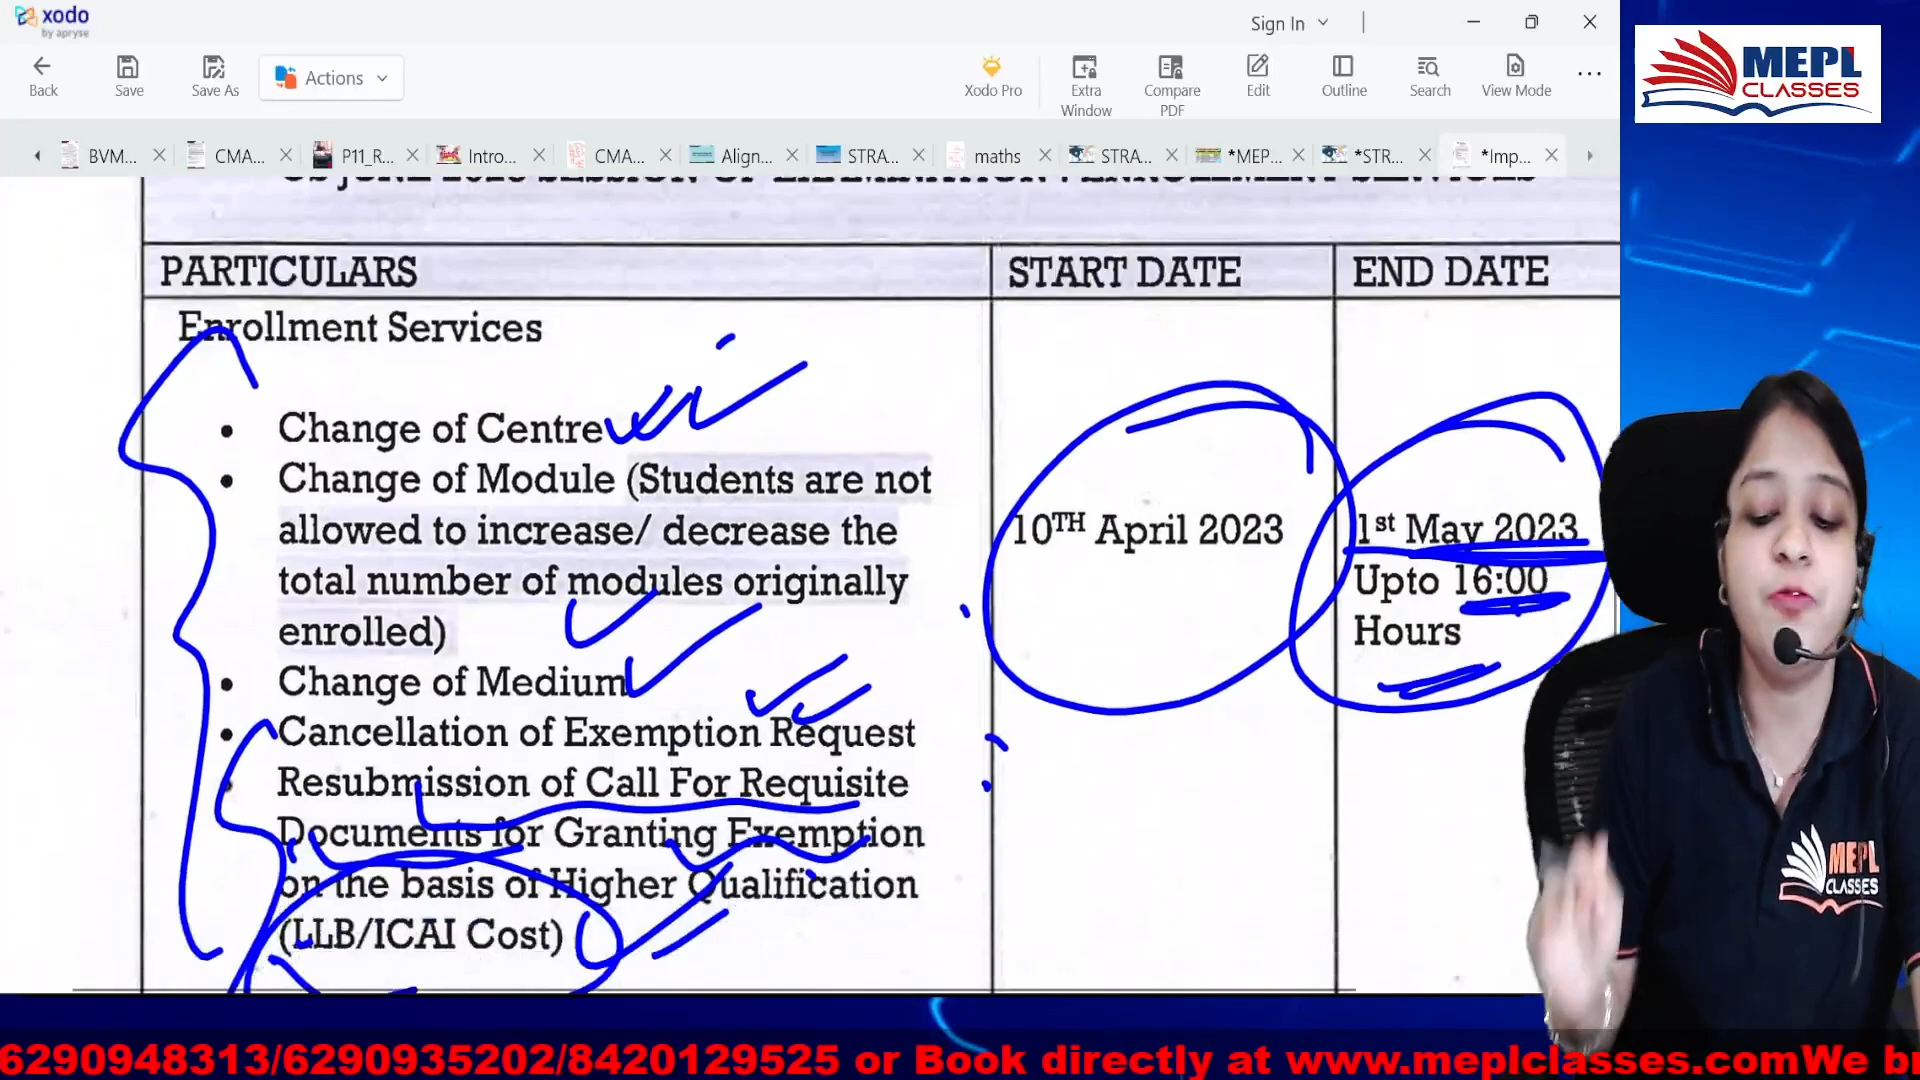 xodo
by apryse
Sign In
Back
Save
Save As
Actions
Xodo Pro
Extra Window
Compare PDF
Edit
Outline
Search
View Mode
BVM...
CMA...
P11_R...
Intro...
CMA...
Align...
STRA...
maths
STRA...
*MEP...
*STR...
*Imp...
MEPL
CLASSES
PARTICULARS
START DATE
END DATE
Enrollment Services
• Change of Centre
• Change of Module (Students are not
allowed to increase/ decrease the
total number of modules originally
enrolled)
• Change of Medium
• Cancellation of Exemption Request
• Resubmission of Call For Requisite
Documents for Granting Exemption
on the basis of Higher Qualification
(LLB/ICAI Cost)
10TH April 2023
1st May 2023
Upto 16:00
Hours
MEPL
CLASSES
6290948313/6290935202/8420129525 or Book directly at www.meplclasses.comWe br